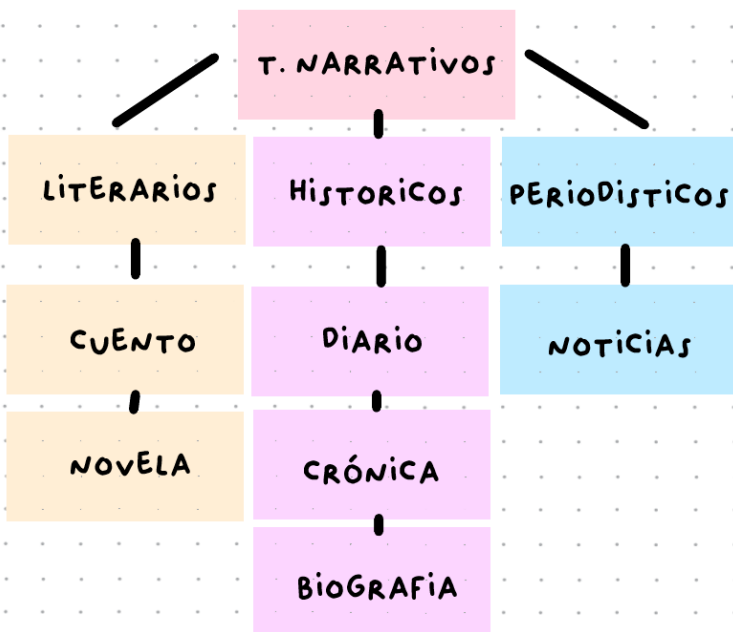 T. NARRATIVOS
LITERARIOS
HISTORICOS
PERIODISTICOS
CUENTO
DIARIO
NOTICIAS
NOVELA
CRÓNICA
BIOGRAFIA